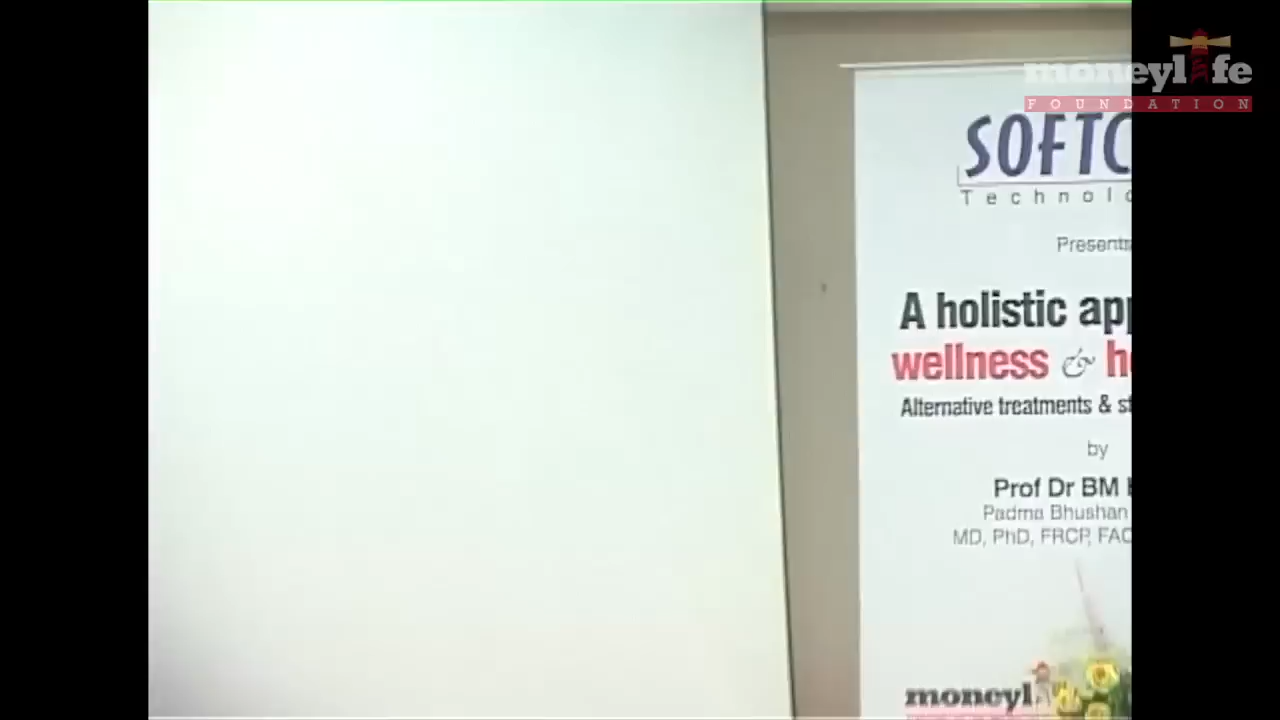 moneylife
FOUNDATION
SOFTC
Technolo
Presents
A holistic app
wellness & he
Alternative treatments & st
by
Prof Dr BM
Padma Bhushan
MD, PhD, FRCP, FAC
moneyl